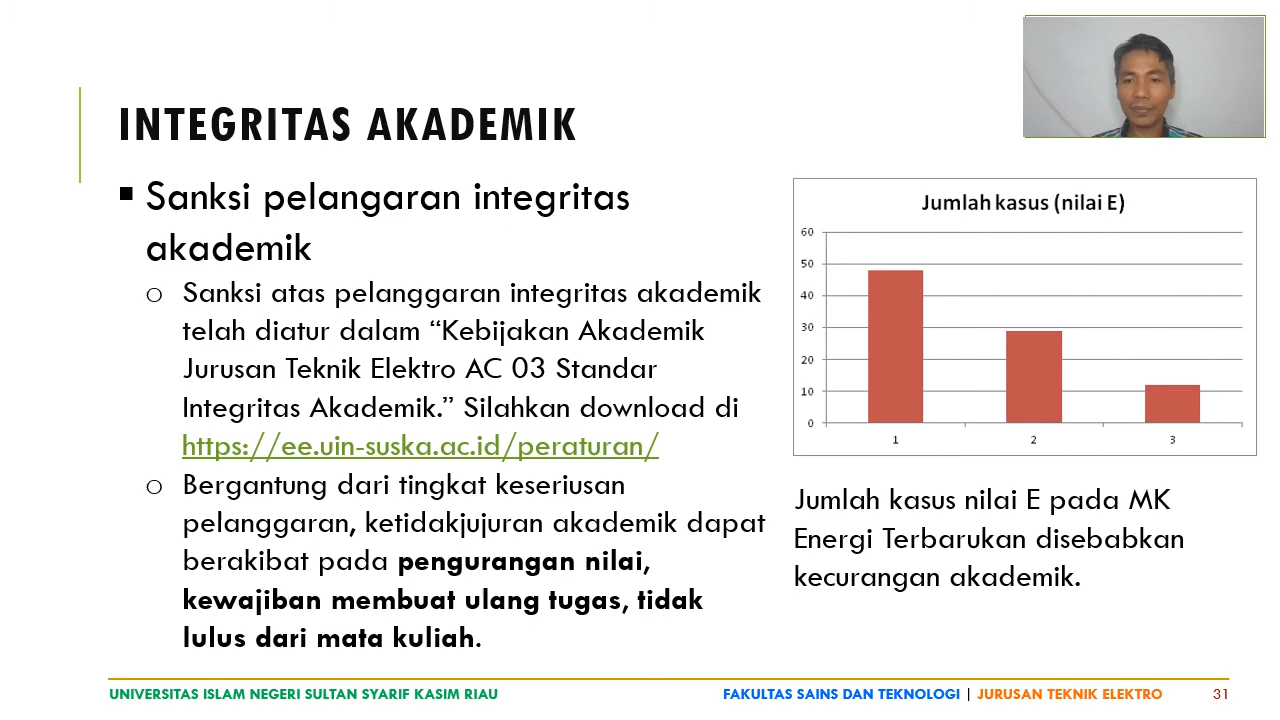 INTEGRITAS AKADEMIK
▪ Sanksi pelangaran integritas
akademik
o Sanksi atas pelanggaran integritas akademik
telah diatur dalam “Kebijakan Akademik
Jurusan Teknik Elektro AC 03 Standar
Integritas Akademik.” Silahkan download di
https://ee.uin-suska.ac.id/peraturan/
o Bergantung dari tingkat keseriusan
pelanggaran, ketidakjujuran akademik dapat
berakibat pada pengurangan nilai,
kewajiban membuat ulang tugas, tidak
lulus dari mata kuliah.
Jumlah kasus (nilai E)
60
50
40
30
20
10
0
1 2 3
Jumlah kasus nilai E pada MK
Energi Terbarukan disebabkan
kecurangan akademik.
UNIVERSITAS ISLAM NEGERI SULTAN SYARIF KASIM RIAU FAKULTAS SAINS DAN TEKNOLOGI | JURUSAN TEKNIK ELEKTRO 31